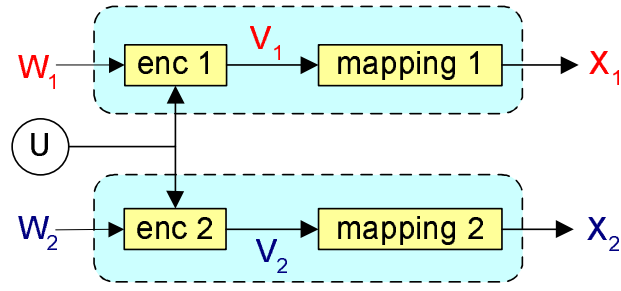 W₁ enc 1 V₁ mapping 1 X₁
U
W₂ enc 2 V₂ mapping 2 X₂